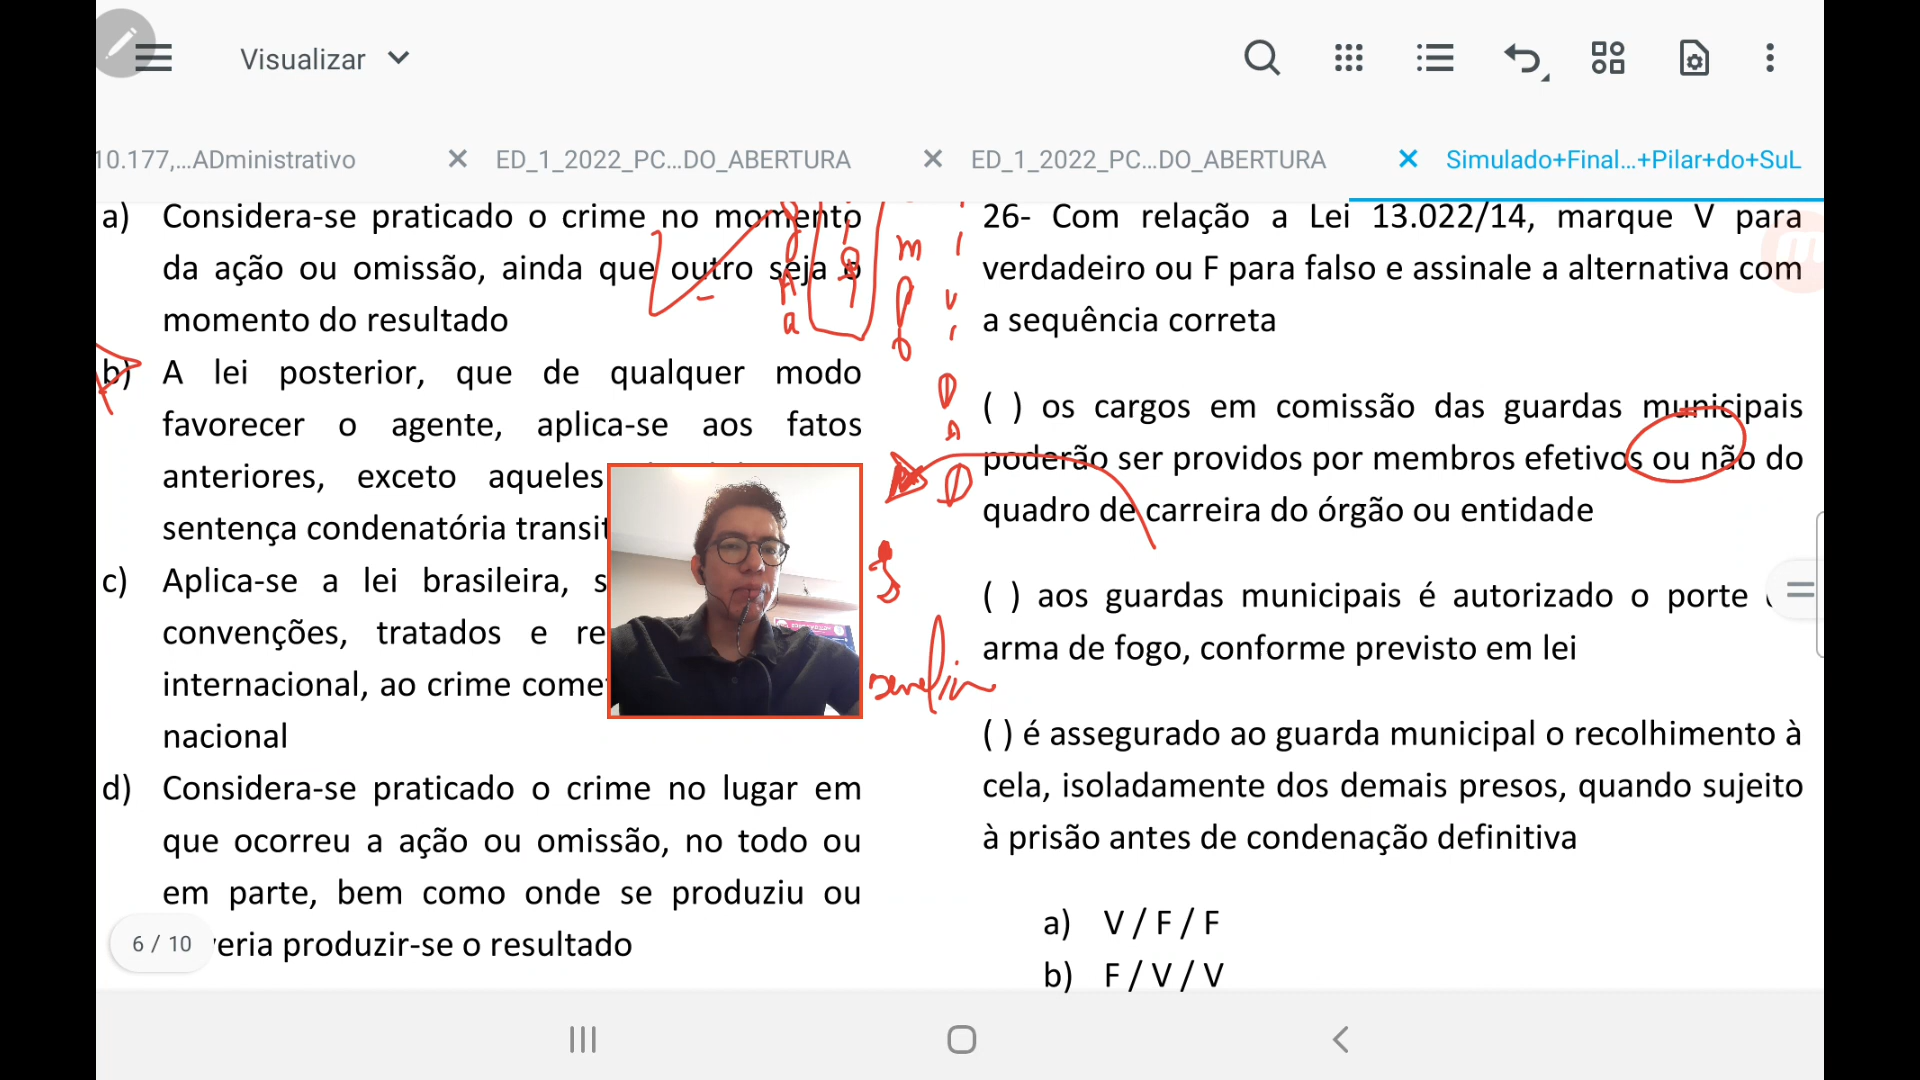 Visualizar
10.177,...ADministrativo
ED_1_2022_PC...DO_ABERTURA
ED_1_2022_PC...DO_ABERTURA
Simulado+Final...+Pilar+do+SuL
a) Considera-se praticado o crime no momento
da ação ou omissão, ainda que outro seja o
momento do resultado
b) A lei posterior, que de qualquer modo
favorecer o agente, aplica-se aos fatos
anteriores, exceto aqueles
sentença condenatória
c) Aplica-se a lei brasileira,
convenções, tratados e
internacional, ao crime
nacional
d) Considera-se praticado o crime no lugar em
que ocorreu a ação ou omissão, no todo ou
em parte, bem como onde se produziu ou
veria produzir-se o resultado
6 / 10
26- Com relação a Lei 13.022/14, marque V para
verdadeiro ou F para falso e assinale a alternativa com
a sequência correta
( ) os cargos em comissão das guardas municipais
poderão ser providos por membros efetivos ou não do
quadro de carreira do órgão ou entidade
( ) aos guardas municipais é autorizado o porte
arma de fogo, conforme previsto em lei
( ) é assegurado ao guarda municipal o recolhimento à
cela, isoladamente dos demais presos, quando sujeito
à prisão antes de condenação definitiva
a) V / F / F
b) F / V / V